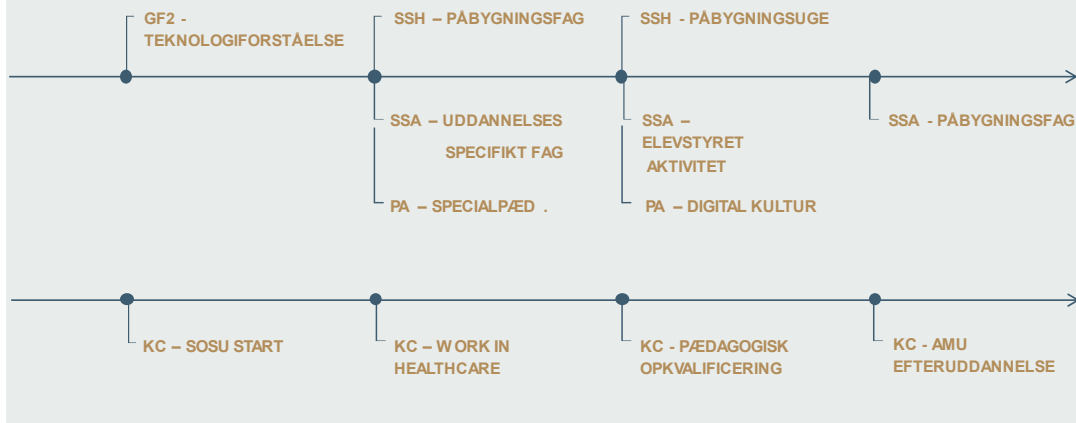 GF2 -
TEKNOLOGIFORSTÅELSE
SSH – PÅBYGNINGSFAG
SSH - PÅBYGNINGSUGE
SSA – UDDANNELSES
SPECIFIKT FAG
SSA –
ELEVSTYRET
AKTIVITET
SSA - PÅBYGNINGSFAG
PA – SPECIALPÆD .
PA – DIGITAL KULTUR
KC – SOSU START
KC – WORK IN
HEALTHCARE
KC - PÆDAGOGISK
OPKVALIFICERING
KC - AMU
EFTERUDDANNELSE